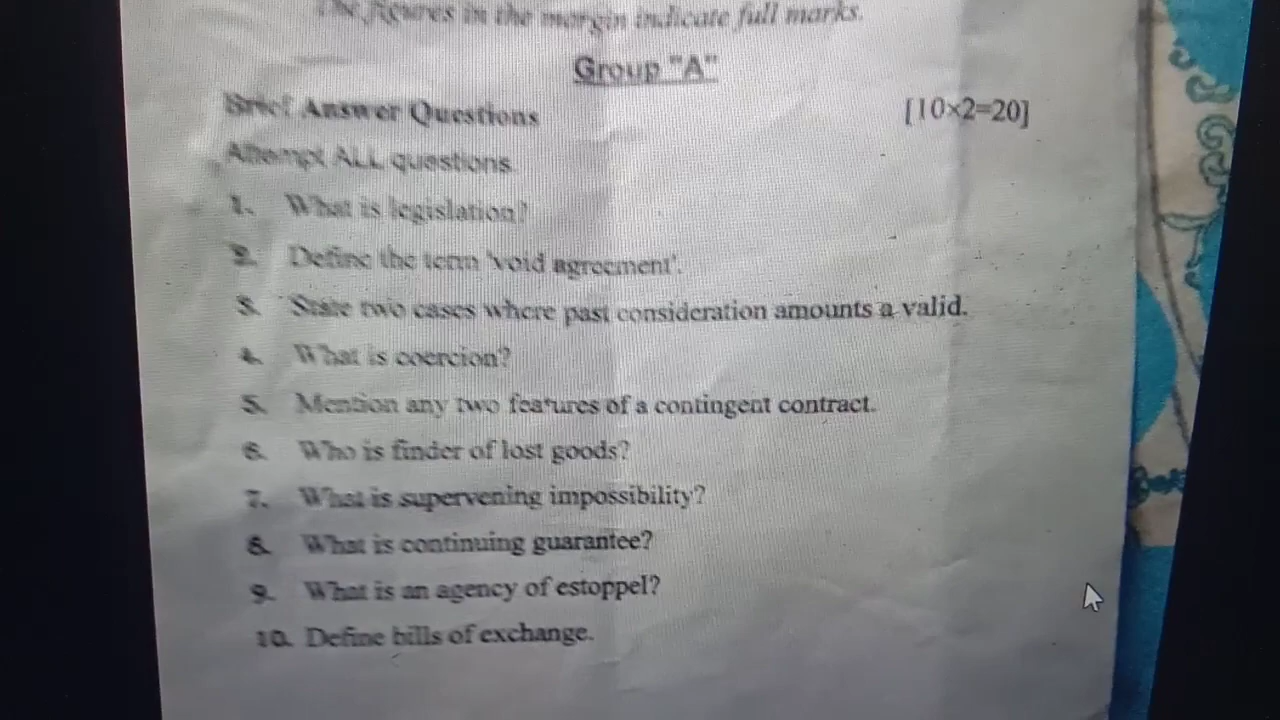 The figures in the margin indicate full marks.
Group "A"
Brief Answer Questions [10×2=20]
Attempt ALL questions
1. What is legislation?
2. Define the term 'void agreement'.
3. State two cases where past consideration amounts a valid.
4. What is coercion?
5. Mention any two features of a contingent contract.
6. Who is finder of lost goods?
7. What is supervening impossibility?
8. What is continuing guarantee?
9. What is an agency of estoppel?
10. Define bills of exchange.